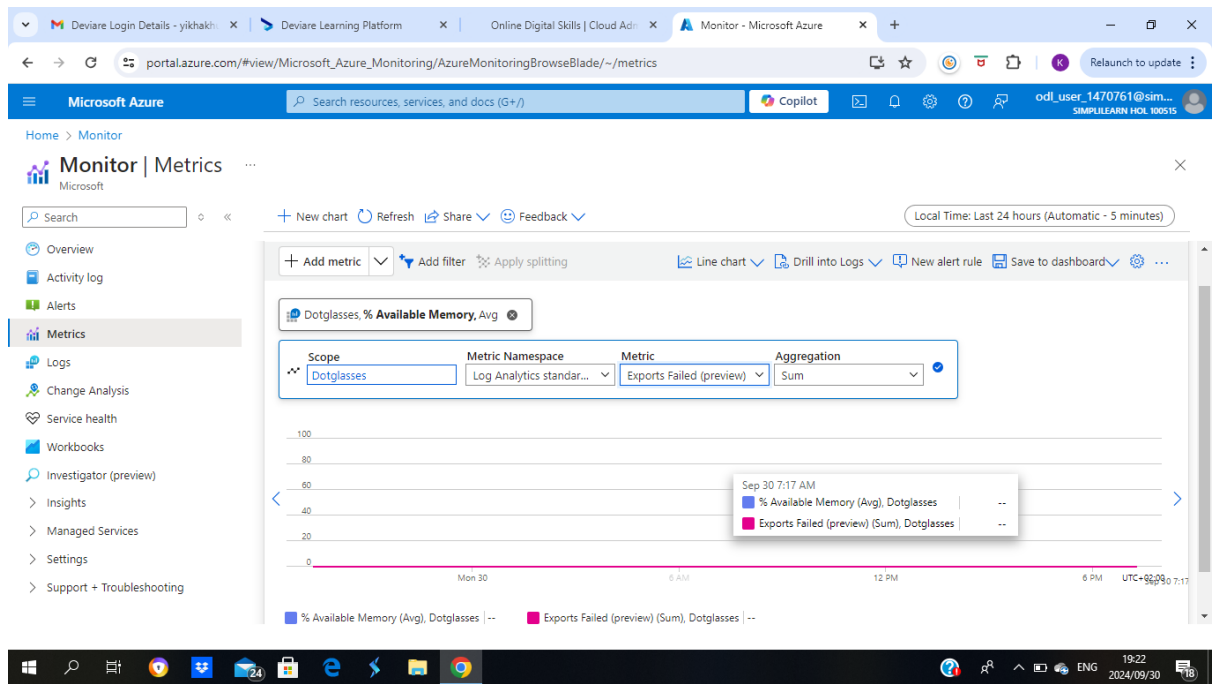 Deviare Login Details - yikhakh
Deviare Learning Platform
Online Digital Skills | Cloud Adm
Monitor - Microsoft Azure
portal.azure.com/#view/Microsoft_Azure_Monitoring/AzureMonitoringBrowseBlade/~/metrics
K
Relaunch to update
Microsoft Azure
Search resources, services, and docs (G+/)
Copilot
odl_user_1470761@sim...
SIMPLILEARN HOL 100515
Home > Monitor
Monitor | Metrics ...
Microsoft
Search
New chart
Refresh
Share
Feedback
Local Time: Last 24 hours (Automatic - 5 minutes)
Overview
Activity log
Alerts
Metrics
Logs
Change Analysis
Service health
Workbooks
Investigator (preview)
Insights
Managed Services
Settings
Support + Troubleshooting
Add metric
Add filter
Apply splitting
Line chart
Drill into Logs
New alert rule
Save to dashboard
...
Dotglasses, % Available Memory, Avg
Scope
Dotglasses
Metric Namespace
Log Analytics standar...
Metric
Exports Failed (preview)
Aggregation
Sum
100
80
60
40
20
0
Sep 30 7:17 AM
% Available Memory (Avg), Dotglasses --
Exports Failed (preview) (Sum), Dotglasses --
Mon 30
6 AM
12 PM
6 PM
UTC+02:00
Sep 30 7:17
% Available Memory (Avg), Dotglasses --
Exports Failed (preview) (Sum), Dotglasses --
24
ENG
19:22
2024/09/30
18